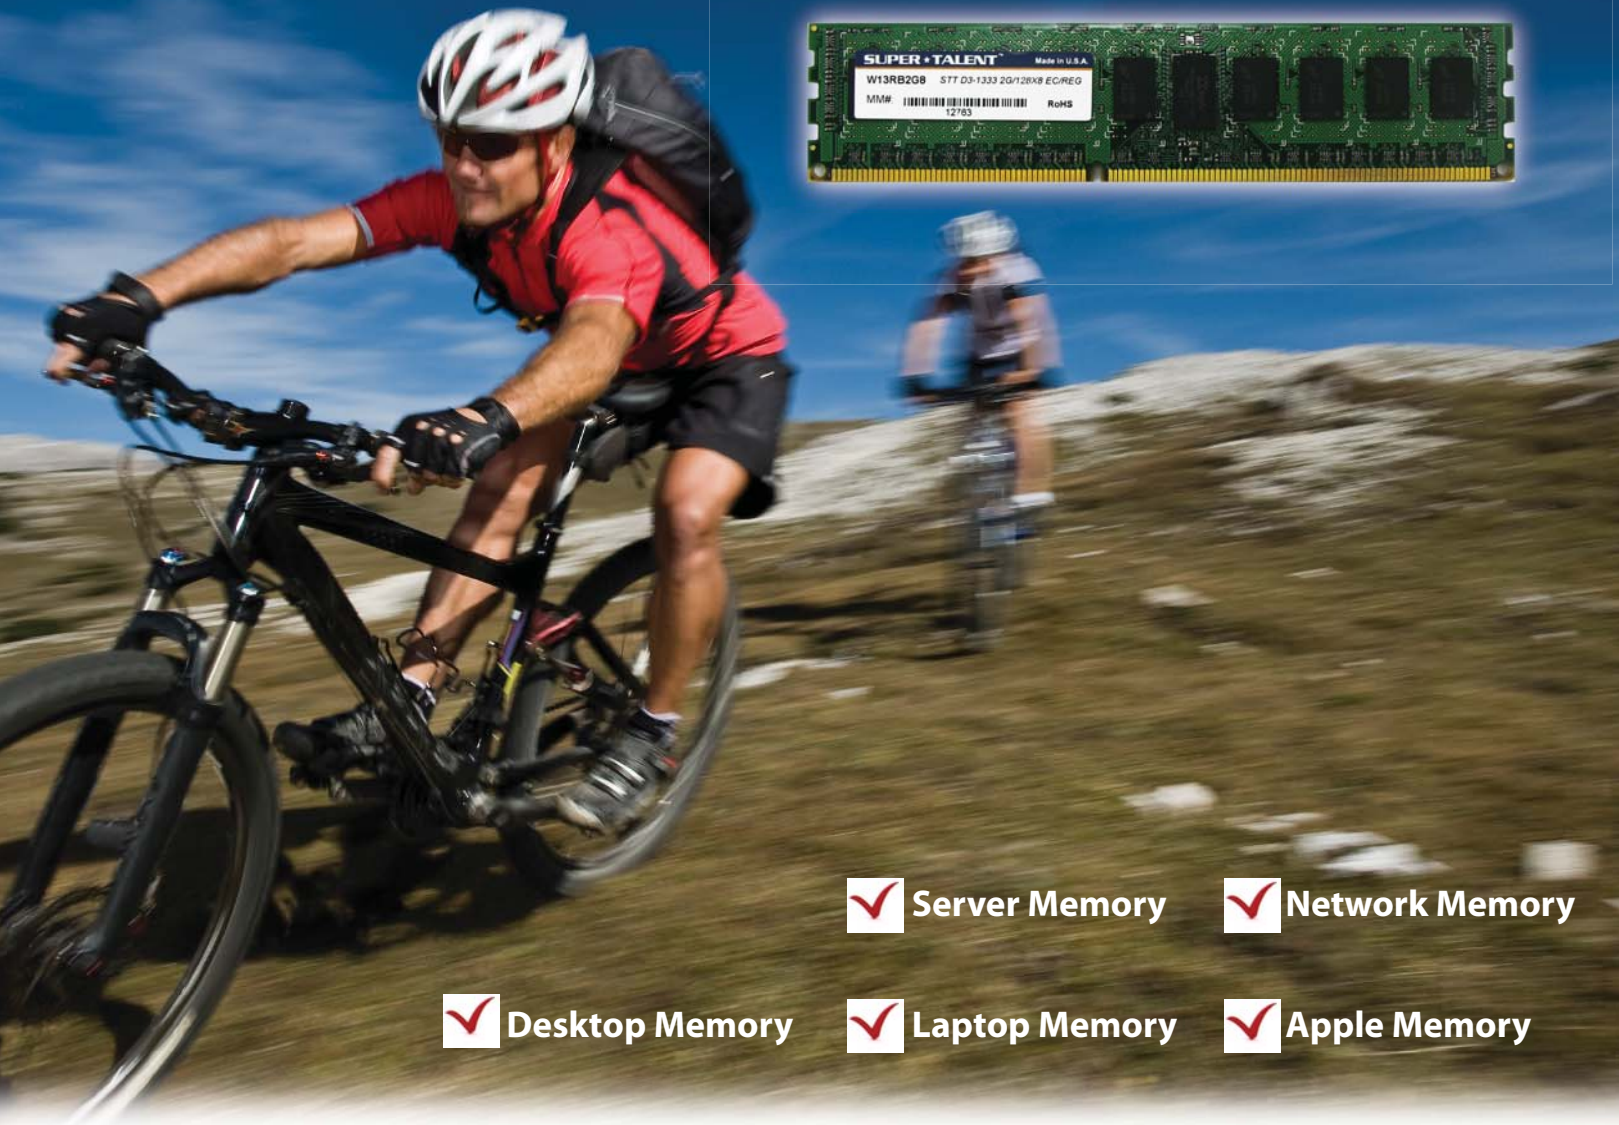 SUPER★TALENT™ Made in U.S.A.
W13RB2G8 STT D3-1333 2G/128X8 EC/REG
MM#: RoHS
12763
Server Memory
Network Memory
Desktop Memory
Laptop Memory
Apple Memory